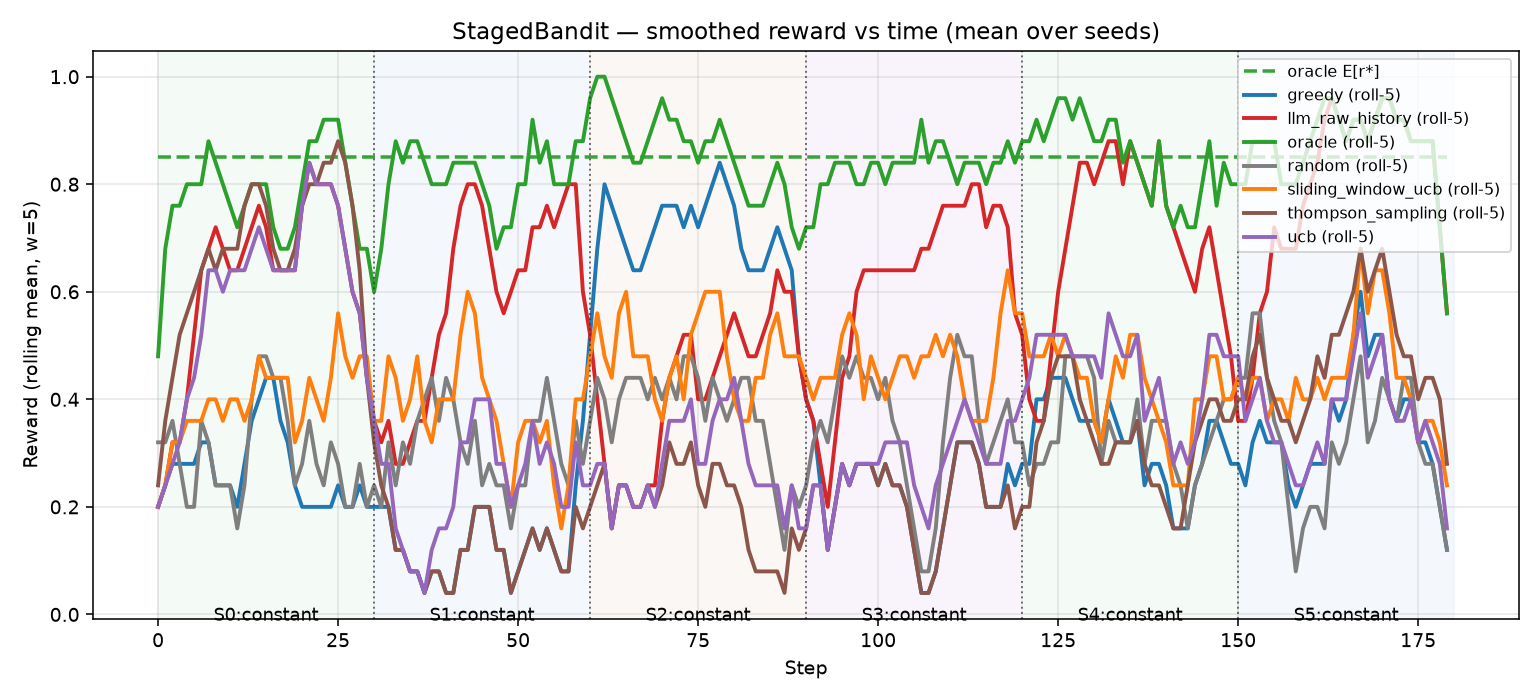 StagedBandit — smoothed reward vs time (mean over seeds)
Reward (rolling mean, w=5)
1.0
0.8
0.6
0.4
0.2
0.0
oracle E[r*]
greedy (roll-5)
llm_raw_history (roll-5)
oracle (roll-5)
random (roll-5)
sliding_window_ucb (roll-5)
thompson_sampling (roll-5)
ucb (roll-5)
S0:constant
S1:constant
S2:constant
S3:constant
S4:constant
S5:constant
0
25
50
75
100
125
150
175
Step